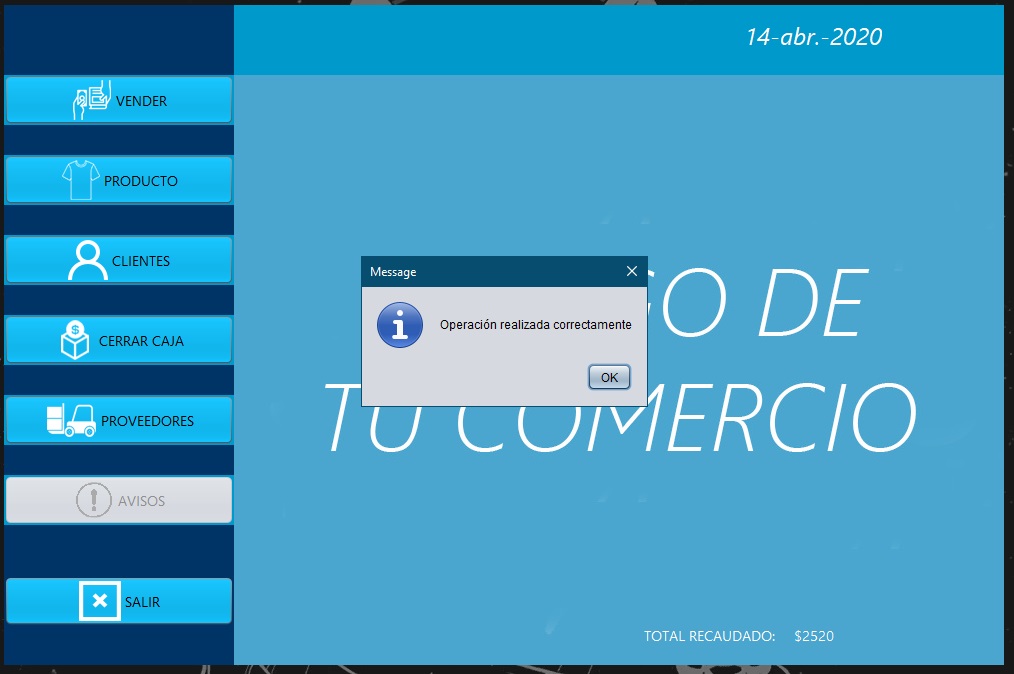 14-abr.-2020
VENDER
PRODUCTO
CLIENTES
CERRAR CAJA
PROVEEDORES
AVISOS
SALIR
Message
Operación realizada correctamente
OK
GO DE
TU COMERCIO
TOTAL RECAUDADO: $2520